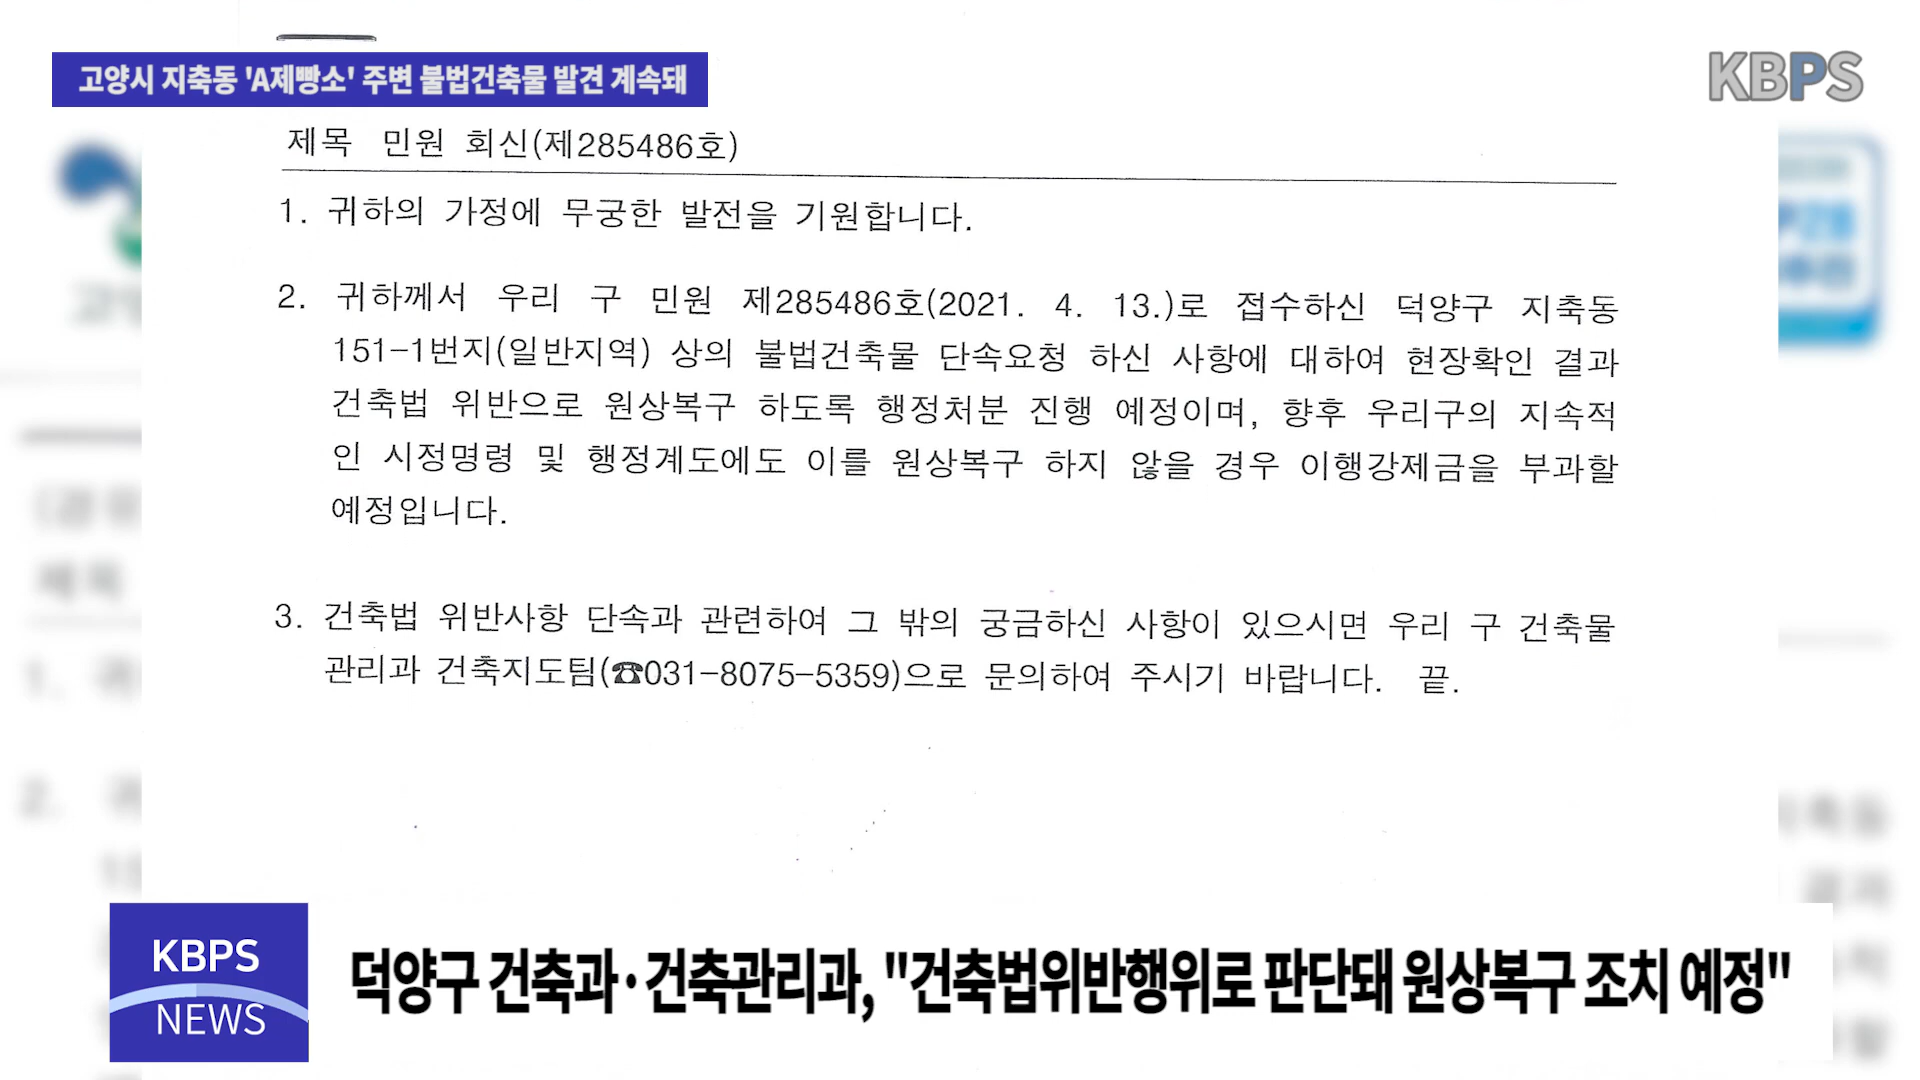 고양시 지축동 'A제빵소' 주변 불법건축물 발견 계속돼
KBPS
제목 민원 회신(제285486호)
1. 귀하의 가정에 무궁한 발전을 기원합니다.
2. 귀하께서 우리 구 민원 제285486호(2021. 4. 13.)로 접수하신 덕양구 지축동
151-1번지(일반지역) 상의 불법건축물 단속요청 하신 사항에 대하여 현장확인 결과
건축법 위반으로 원상복구 하도록 행정처분 진행 예정이며, 향후 우리구의 지속적
인 시정명령 및 행정계도에도 이를 원상복구 하지 않을 경우 이행강제금을 부과할
예정입니다.
3. 건축법 위반사항 단속과 관련하여 그 밖의 궁금하신 사항이 있으시면 우리 구 건축물
관리과 건축지도팀(☎031-8075-5359)으로 문의하여 주시기 바랍니다. 끝.
KBPS
NEWS
덕양구 건축과·건축관리과, "건축법위반행위로 판단돼 원상복구 조치 예정"